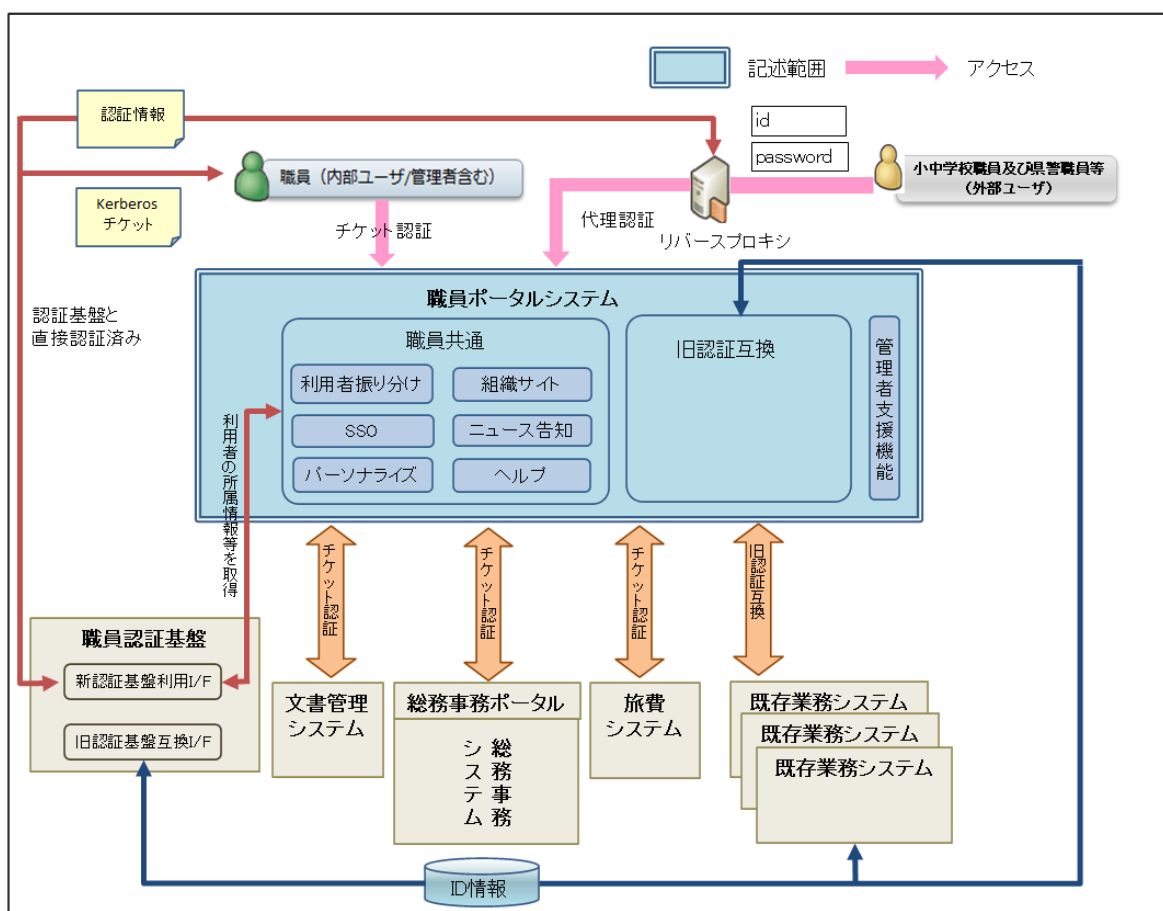 記述範囲
アクセス
認証情報
id
password
職員（内部ユーザ/管理者含む）
小中学校職員及び県警職員等
（外部ユーザ）
Kerberos
チケット
チケット認証
代理認証
リバースプロキシ
認証基盤と
直接認証済み
職員ポータルシステム
職員共通
利用者振り分け
組織サイト
SSO
ニュース告知
パーソナライズ
ヘルプ
旧認証互換
管理者支援機能
利用者の所属情報等を取得
チケット認証
チケット認証
チケット認証
旧認証互換
職員認証基盤
新認証基盤利用I/F
旧認証基盤互換I/F
文書管理
システム
総務事務ポータル
総務事務
システム
旅費
システム
既存業務システム
既存業務システム
既存業務システム
ID情報